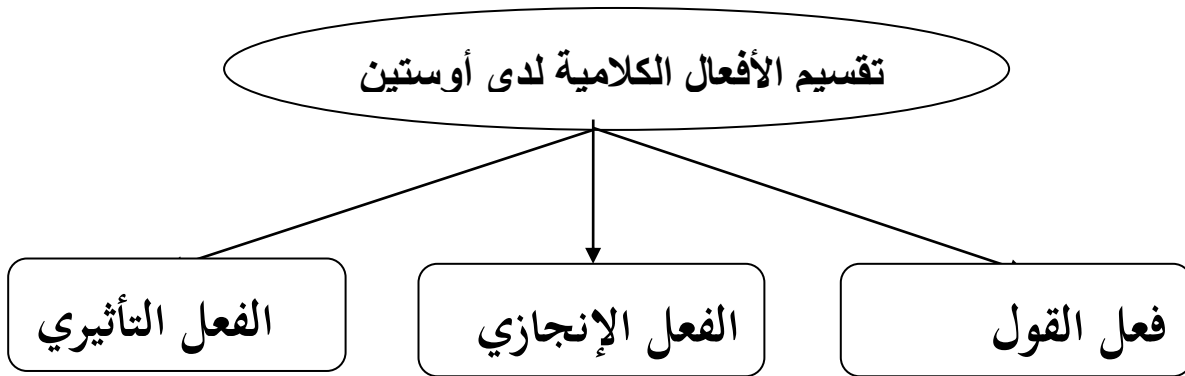 تقسيم الأفعال الكلامية لدى أوستين
فعل القول
الفعل الإنجازي
الفعل التأثيري